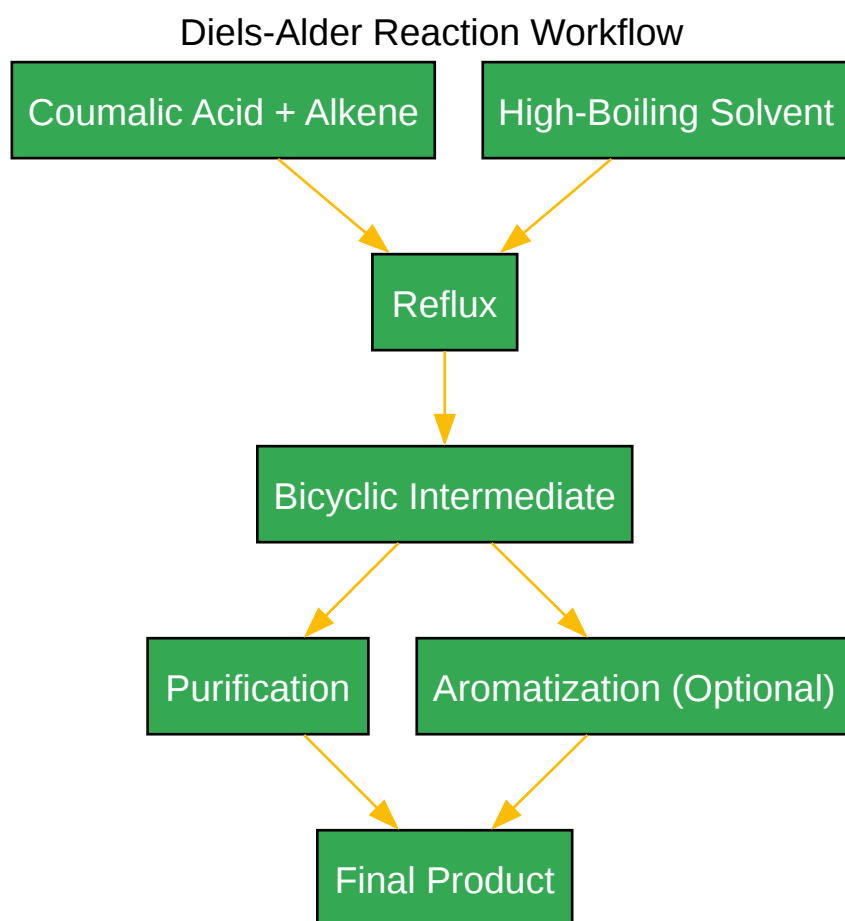 Diels-Alder Reaction Workflow
Coumalic Acid + Alkene
High-Boiling Solvent
Reflux
Bicyclic Intermediate
Purification
Aromatization (Optional)
Final Product